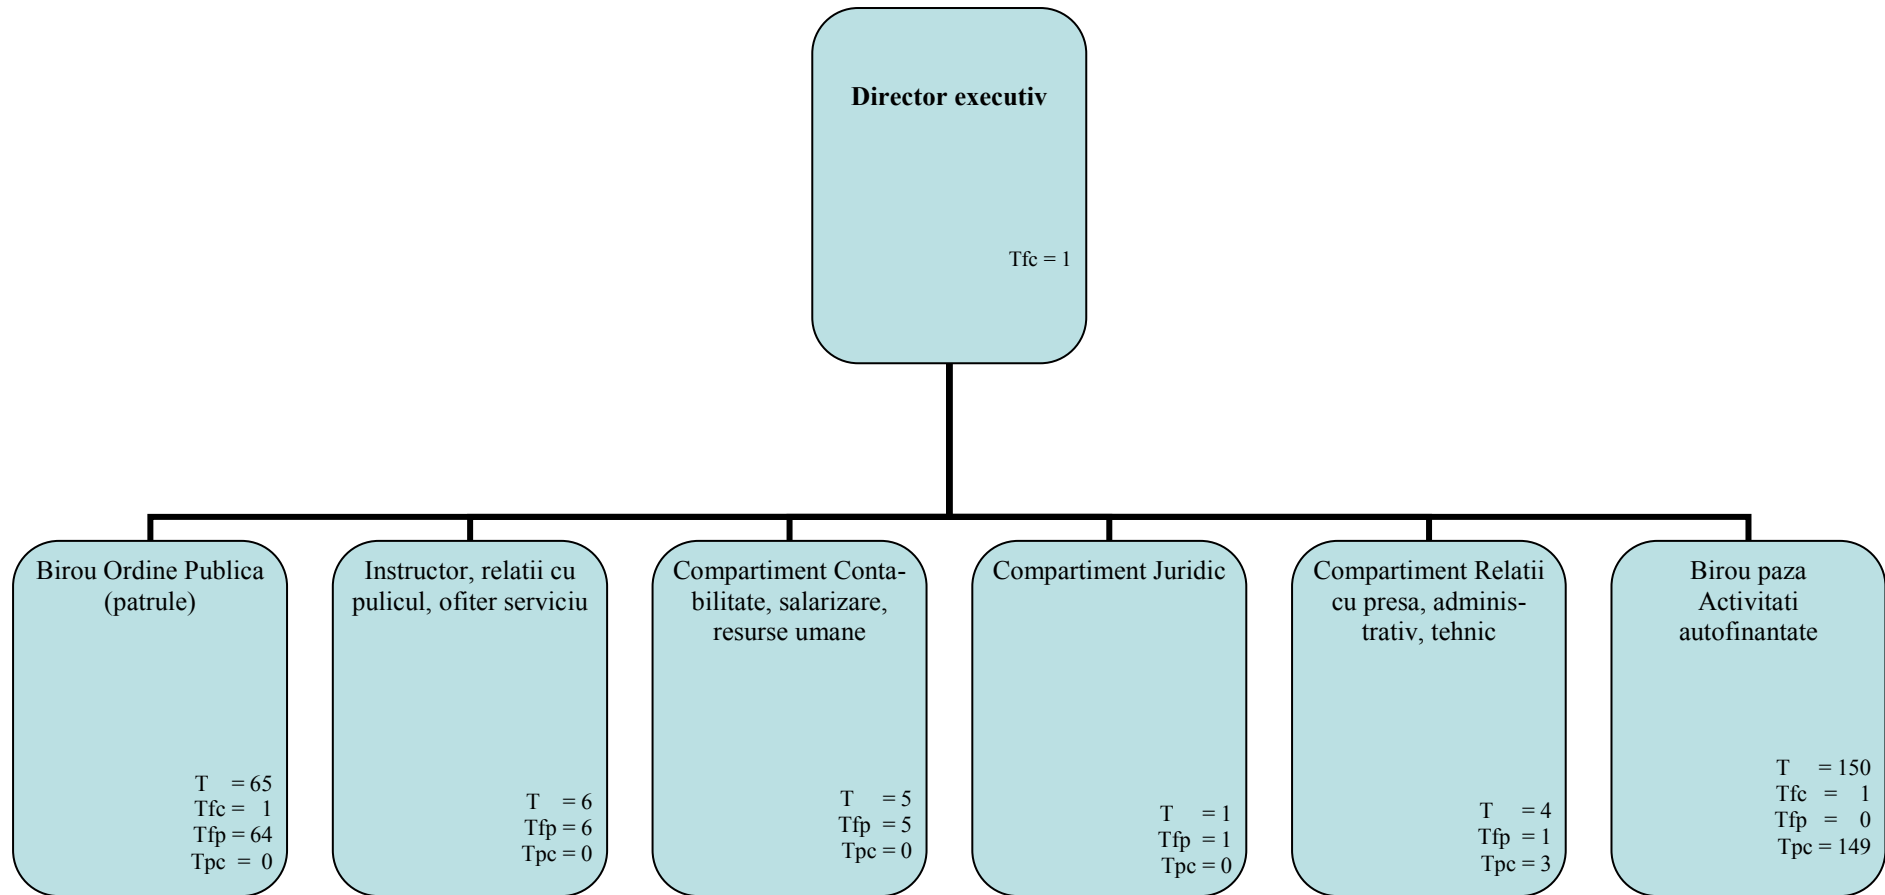 Director executiv
Tfc = 1
Birou Ordine Publica
(patrule)
T = 65
Tfc = 1
Tfp = 64
Tpc = 0
Instructor, relatii cu
pulicul, ofiter serviciu
T = 6
Tfp = 6
Tpc = 0
Compartiment Conta-
bilitate, salarizare,
resurse umane
T = 5
Tfp = 5
Tpc = 0
Compartiment Juridic
T = 1
Tfp = 1
Tpc = 0
Compartiment Relatii
cu presa, adminis-
trativ, tehnic
T = 4
Tfp = 1
Tpc = 3
Birou paza
Activitati
autofinantate
T = 150
Tfc = 1
Tfp = 0
Tpc = 149